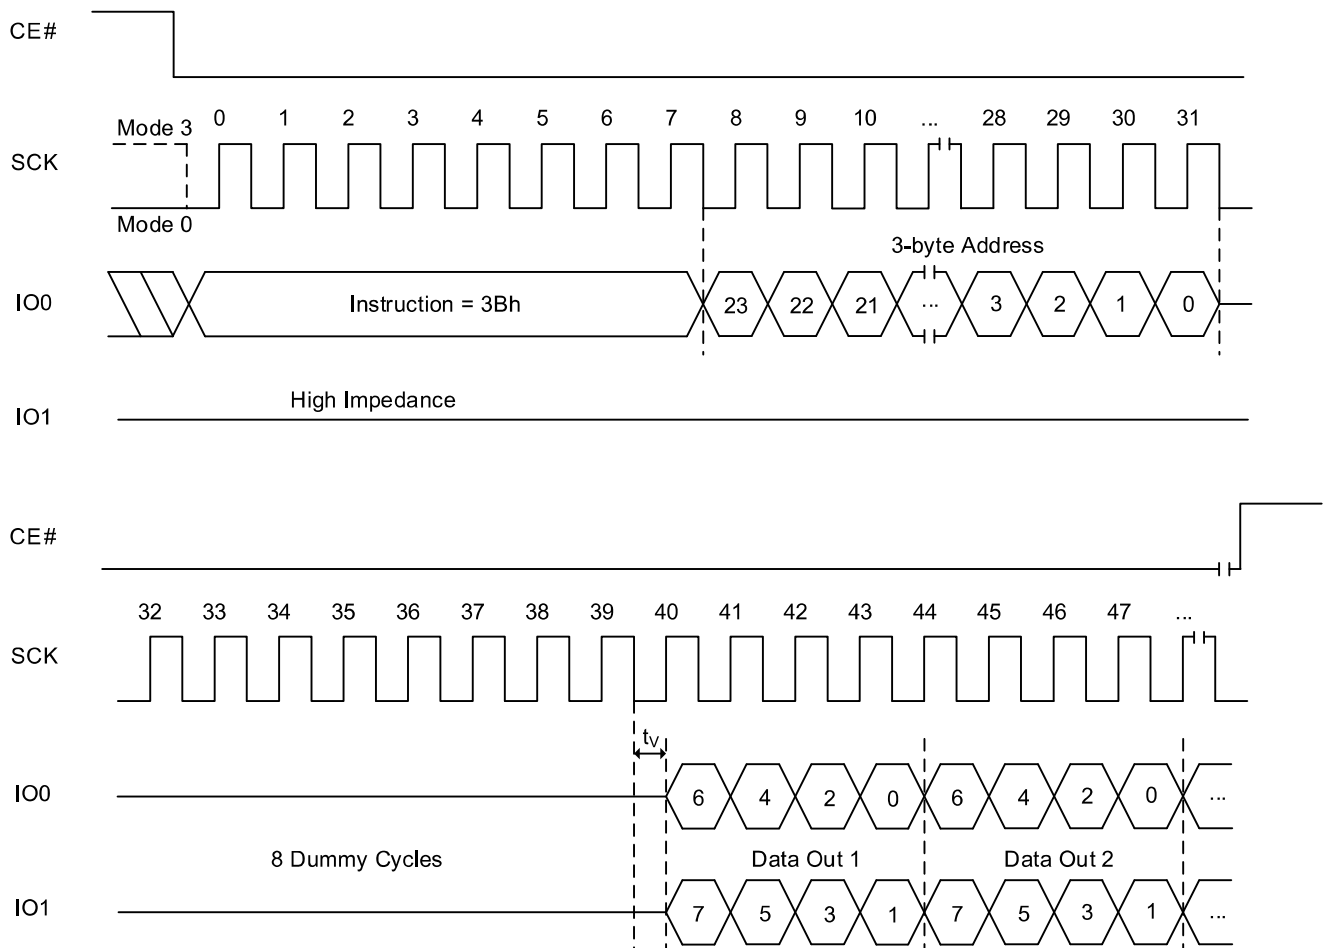 CE#
0 1 2 3 4 5 6 7 8 9 10 ... 28 29 30 31
Mode 3
SCK
Mode 0
3-byte Address
IO0 Instruction = 3Bh 23 22 21 ... 3 2 1 0
High Impedance
IO1
CE#
32 33 34 35 36 37 38 39 40 41 42 43 44 45 46 47 ...
SCK
tV
IO0 6 4 2 0 6 4 2 0 ...
8 Dummy Cycles Data Out 1 Data Out 2
IO1 7 5 3 1 7 5 3 1 ...